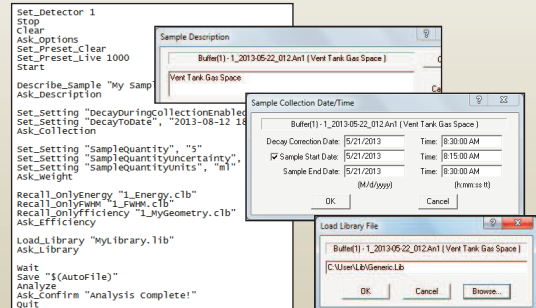 Set_Detector 1
Stop
Clear
Ask_Options
Set_Preset_Clear
Set_Preset_Live 1000
Start
Describe_Sample "My Samp
Ask_Description
Set_Setting "DecayDuringCollectionEnabled
Set_Setting "DecayToDate", "2013-08-12 18
Ask_Collection
Set_Setting "SampleQuantity", "5"
Set_Setting "SampleQuantityUncertainty",
Set_Setting "SampleQuantityUnits", "ml"
Ask_Weight
Recall_OnlyEnergy "1_Energy.clb"
Recall_OnlyFWHM "1_FWHM.clb"
Recall_Onlyfficiency "1_MyGeometry.clb"
Ask_Efficiency
Load_Library "MyLibrary.lib"
Ask_Library
Wait
Save "$(AutoFile)"
Analyze
Ask_Confirm "Analysis Complete!"
Quit
Sample Description
Buffer(1) - 1_2013-05-22_012.An1 ( Vent Tank Gas Space )
Vent Tank Gas Space
Ca
Sample Collection Date/Time
Buffer(1) - 1_2013-05-22_012.An1 ( Vent Tank Gas Space )
Decay Correction Date: 5/21/2013 Time: 8:30:00 AM
Sample Start Date: 5/21/2013 Time: 8:15:00 AM
Sample End Date: 5/21/2013 Time: 8:30:00 AM
(M/d/yyyy) (h:mm:ss tt)
OK Cancel
Load Library File
Buffer(1) - 1_2013-05-22_012.An1 ( Vent Tank Gas Space )
C:\User\Lib\Generic.Lib
OK Cancel Browse...